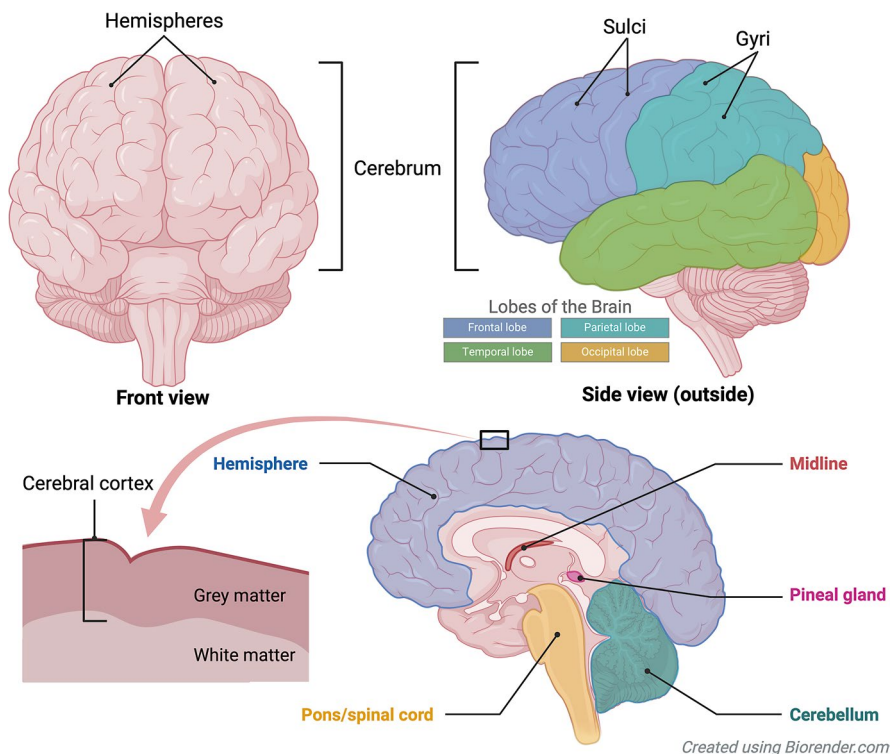 Hemispheres
Sulci
Gyri
Cerebrum
Lobes of the Brain
Frontal lobe
Parietal lobe
Temporal lobe
Occipital lobe
Front view
Side view (outside)
Hemisphere
Midline
Cerebral cortex
Grey matter
Pineal gland
White matter
Pons/spinal cord
Cerebellum
Created using Biorender.com